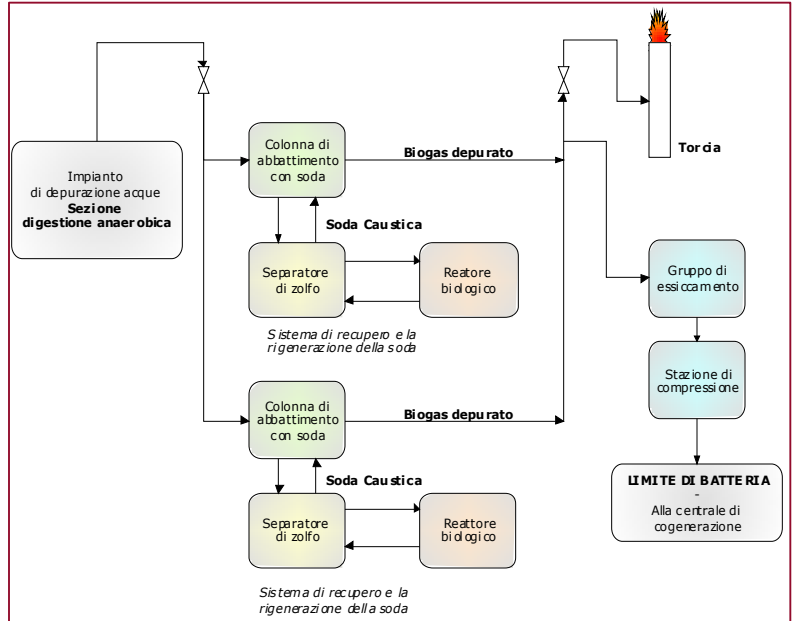 Impianto
di depurazione acque
Sezione
digestione anaerobica
Colonna di
abbattimento
con soda
Biogas depurato
Torcia
Soda Caustica
Separatore
di zolfo
Reatore
biologico
Sistema di recupero e la
rigenerazione della soda
Gruppo di
essiccamento
Stazione di
compressione
Colonna di
abbattimento
con soda
Biogas depurato
Soda Caustica
Separatore
di zolfo
Reattore
biologico
Sistema di recupero e la
rigenerazione della soda
LIMITE DI BATTERIA
-
Alla centrale di
cogenerazione